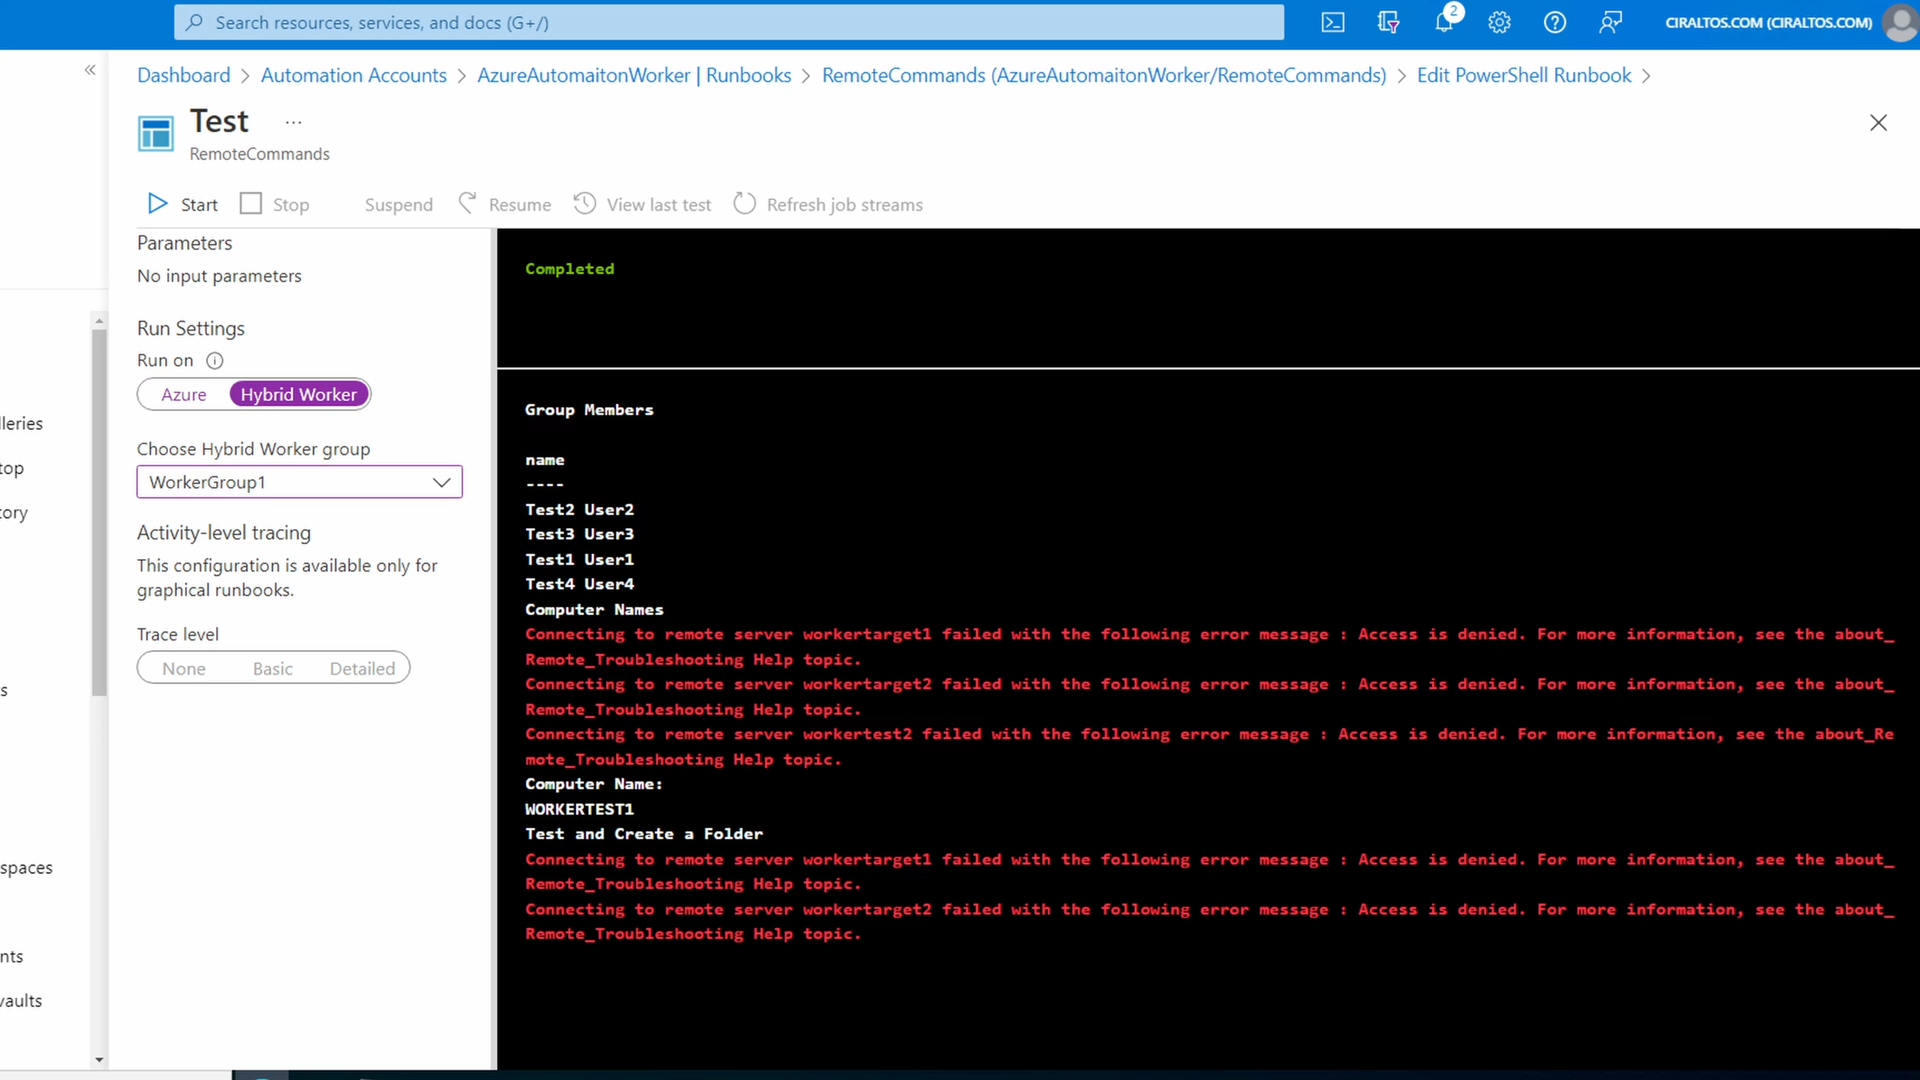 Search resources, services, and docs (G+/)
2
CIRALTOS.COM (CIRALTOS.COM)
Dashboard > Automation Accounts > AzureAutomaitonWorker | Runbooks > RemoteCommands (AzureAutomaitonWorker/RemoteCommands) > Edit PowerShell Runbook >
Test ...
RemoteCommands
Start Stop Suspend Resume View last test Refresh job streams
Parameters
No input parameters
Run Settings
Run on
Azure Hybrid Worker
Choose Hybrid Worker group
WorkerGroup1
Activity-level tracing
This configuration is available only for
graphical runbooks.
Trace level
None Basic Detailed
lleries
top
tory
s
spaces
nts
vaults
Completed
Group Members
name
----
Test2 User2
Test3 User3
Test1 User1
Test4 User4
Computer Names
Connecting to remote server workertarget1 failed with the following error message : Access is denied. For more information, see the about_
Remote_Troubleshooting Help topic.
Connecting to remote server workertarget2 failed with the following error message : Access is denied. For more information, see the about_
Remote_Troubleshooting Help topic.
Connecting to remote server workertest2 failed with the following error message : Access is denied. For more information, see the about_Re
mote_Troubleshooting Help topic.
Computer Name:
WORKERTEST1
Test and Create a Folder
Connecting to remote server workertarget1 failed with the following error message : Access is denied. For more information, see the about_
Remote_Troubleshooting Help topic.
Connecting to remote server workertarget2 failed with the following error message : Access is denied. For more information, see the about_
Remote_Troubleshooting Help topic.